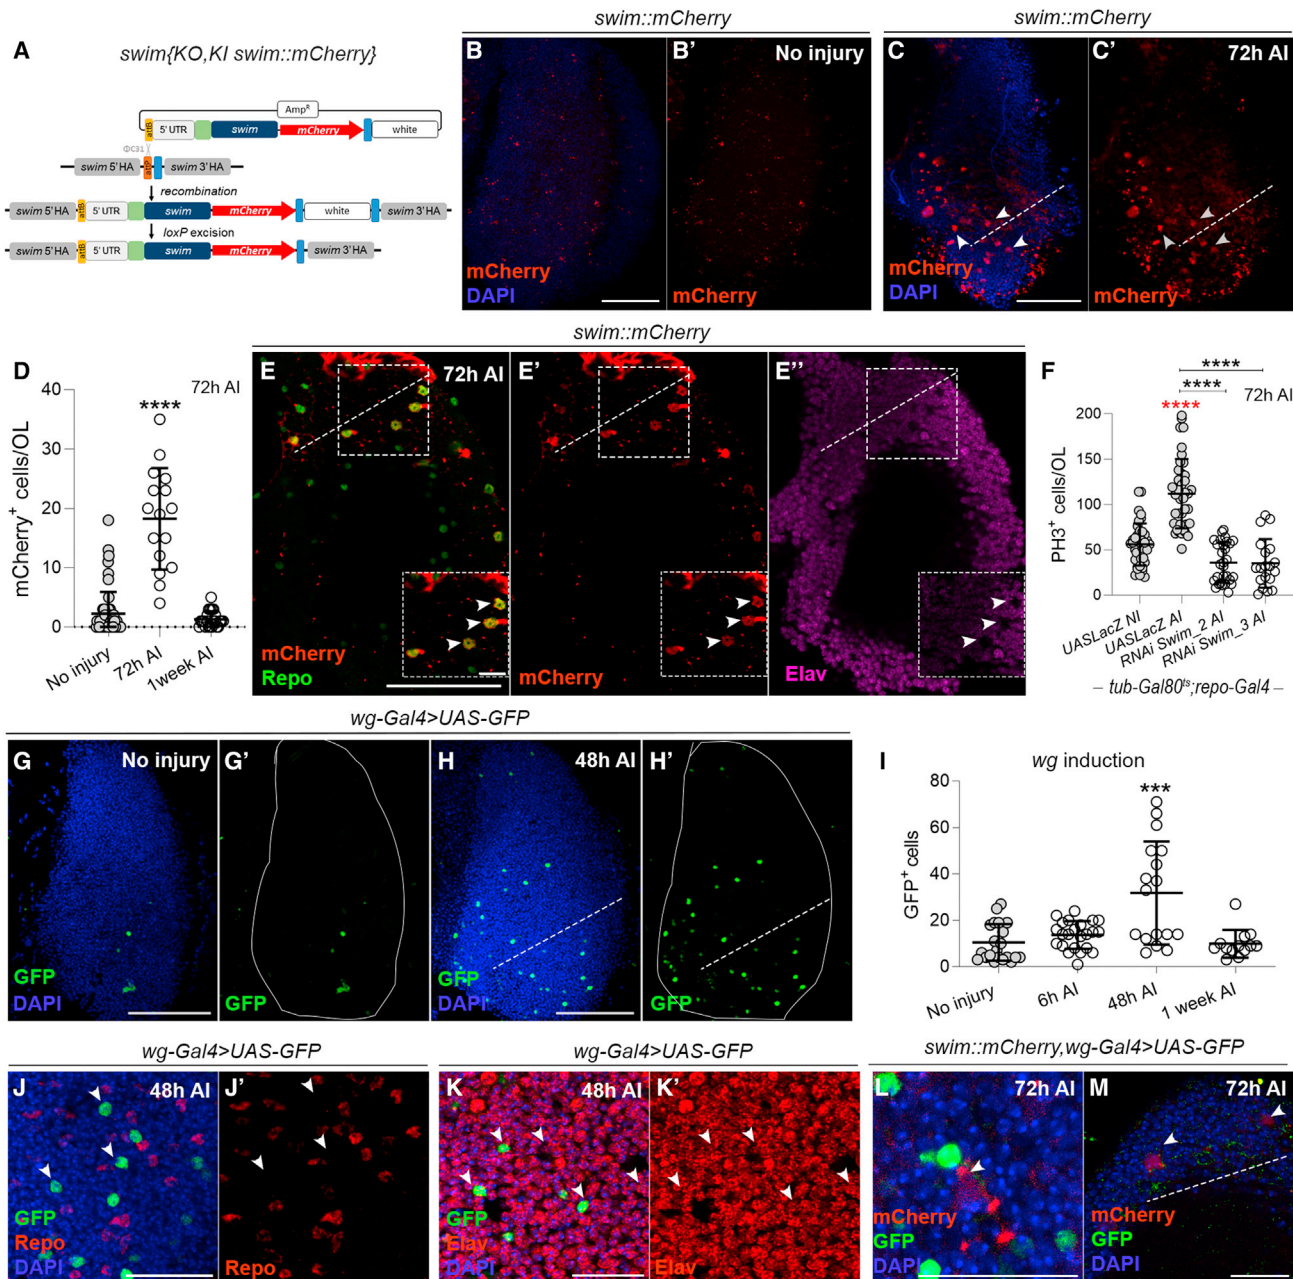 swim::mCherry
swim::mCherry
A
swim{KO,KI swim::mCherry}
Amp^R
attB
5' UTR
swim
mCherry
white
ΦC31
swim 5' HA
attP
swim 3' HA
recombination
swim 5' HA
attB
5' UTR
swim
mCherry
white
swim 3' HA
loxP excision
swim 5' HA
attB
5' UTR
swim
mCherry
swim 3' HA
B
mCherry
DAPI
B'
No injury
mCherry
C
mCherry
DAPI
C'
72h AI
mCherry
swim::mCherry
D
72h AI
****
mCherry+ cells/OL
40
30
20
10
0
No injury
72h AI
1week AI
E
72h AI
mCherry
Repo
E'
mCherry
E''
Elav
F
72h AI
****
****
****
PH3+ cells/OL
200
150
100
50
0
UASLacZ NI
UASLacZ AI
RNAi Swim_2 AI
RNAi Swim_3 AI
– tub-Gal80ts;repo-Gal4 –
wg-Gal4>UAS-GFP
G
No injury
GFP
DAPI
G'
GFP
H
48h AI
GFP
DAPI
H'
GFP
I
wg induction
***
GFP+ cells
80
60
40
20
0
No injury
6h AI
48h AI
1 week AI
wg-Gal4>UAS-GFP
J
48h AI
GFP
Repo
DAPI
J'
Repo
wg-Gal4>UAS-GFP
K
48h AI
GFP
Elav
DAPI
K'
Elav
swim::mCherry,wg-Gal4>UAS-GFP
L
72h AI
mCherry
GFP
DAPI
M
72h AI
mCherry
GFP
DAPI